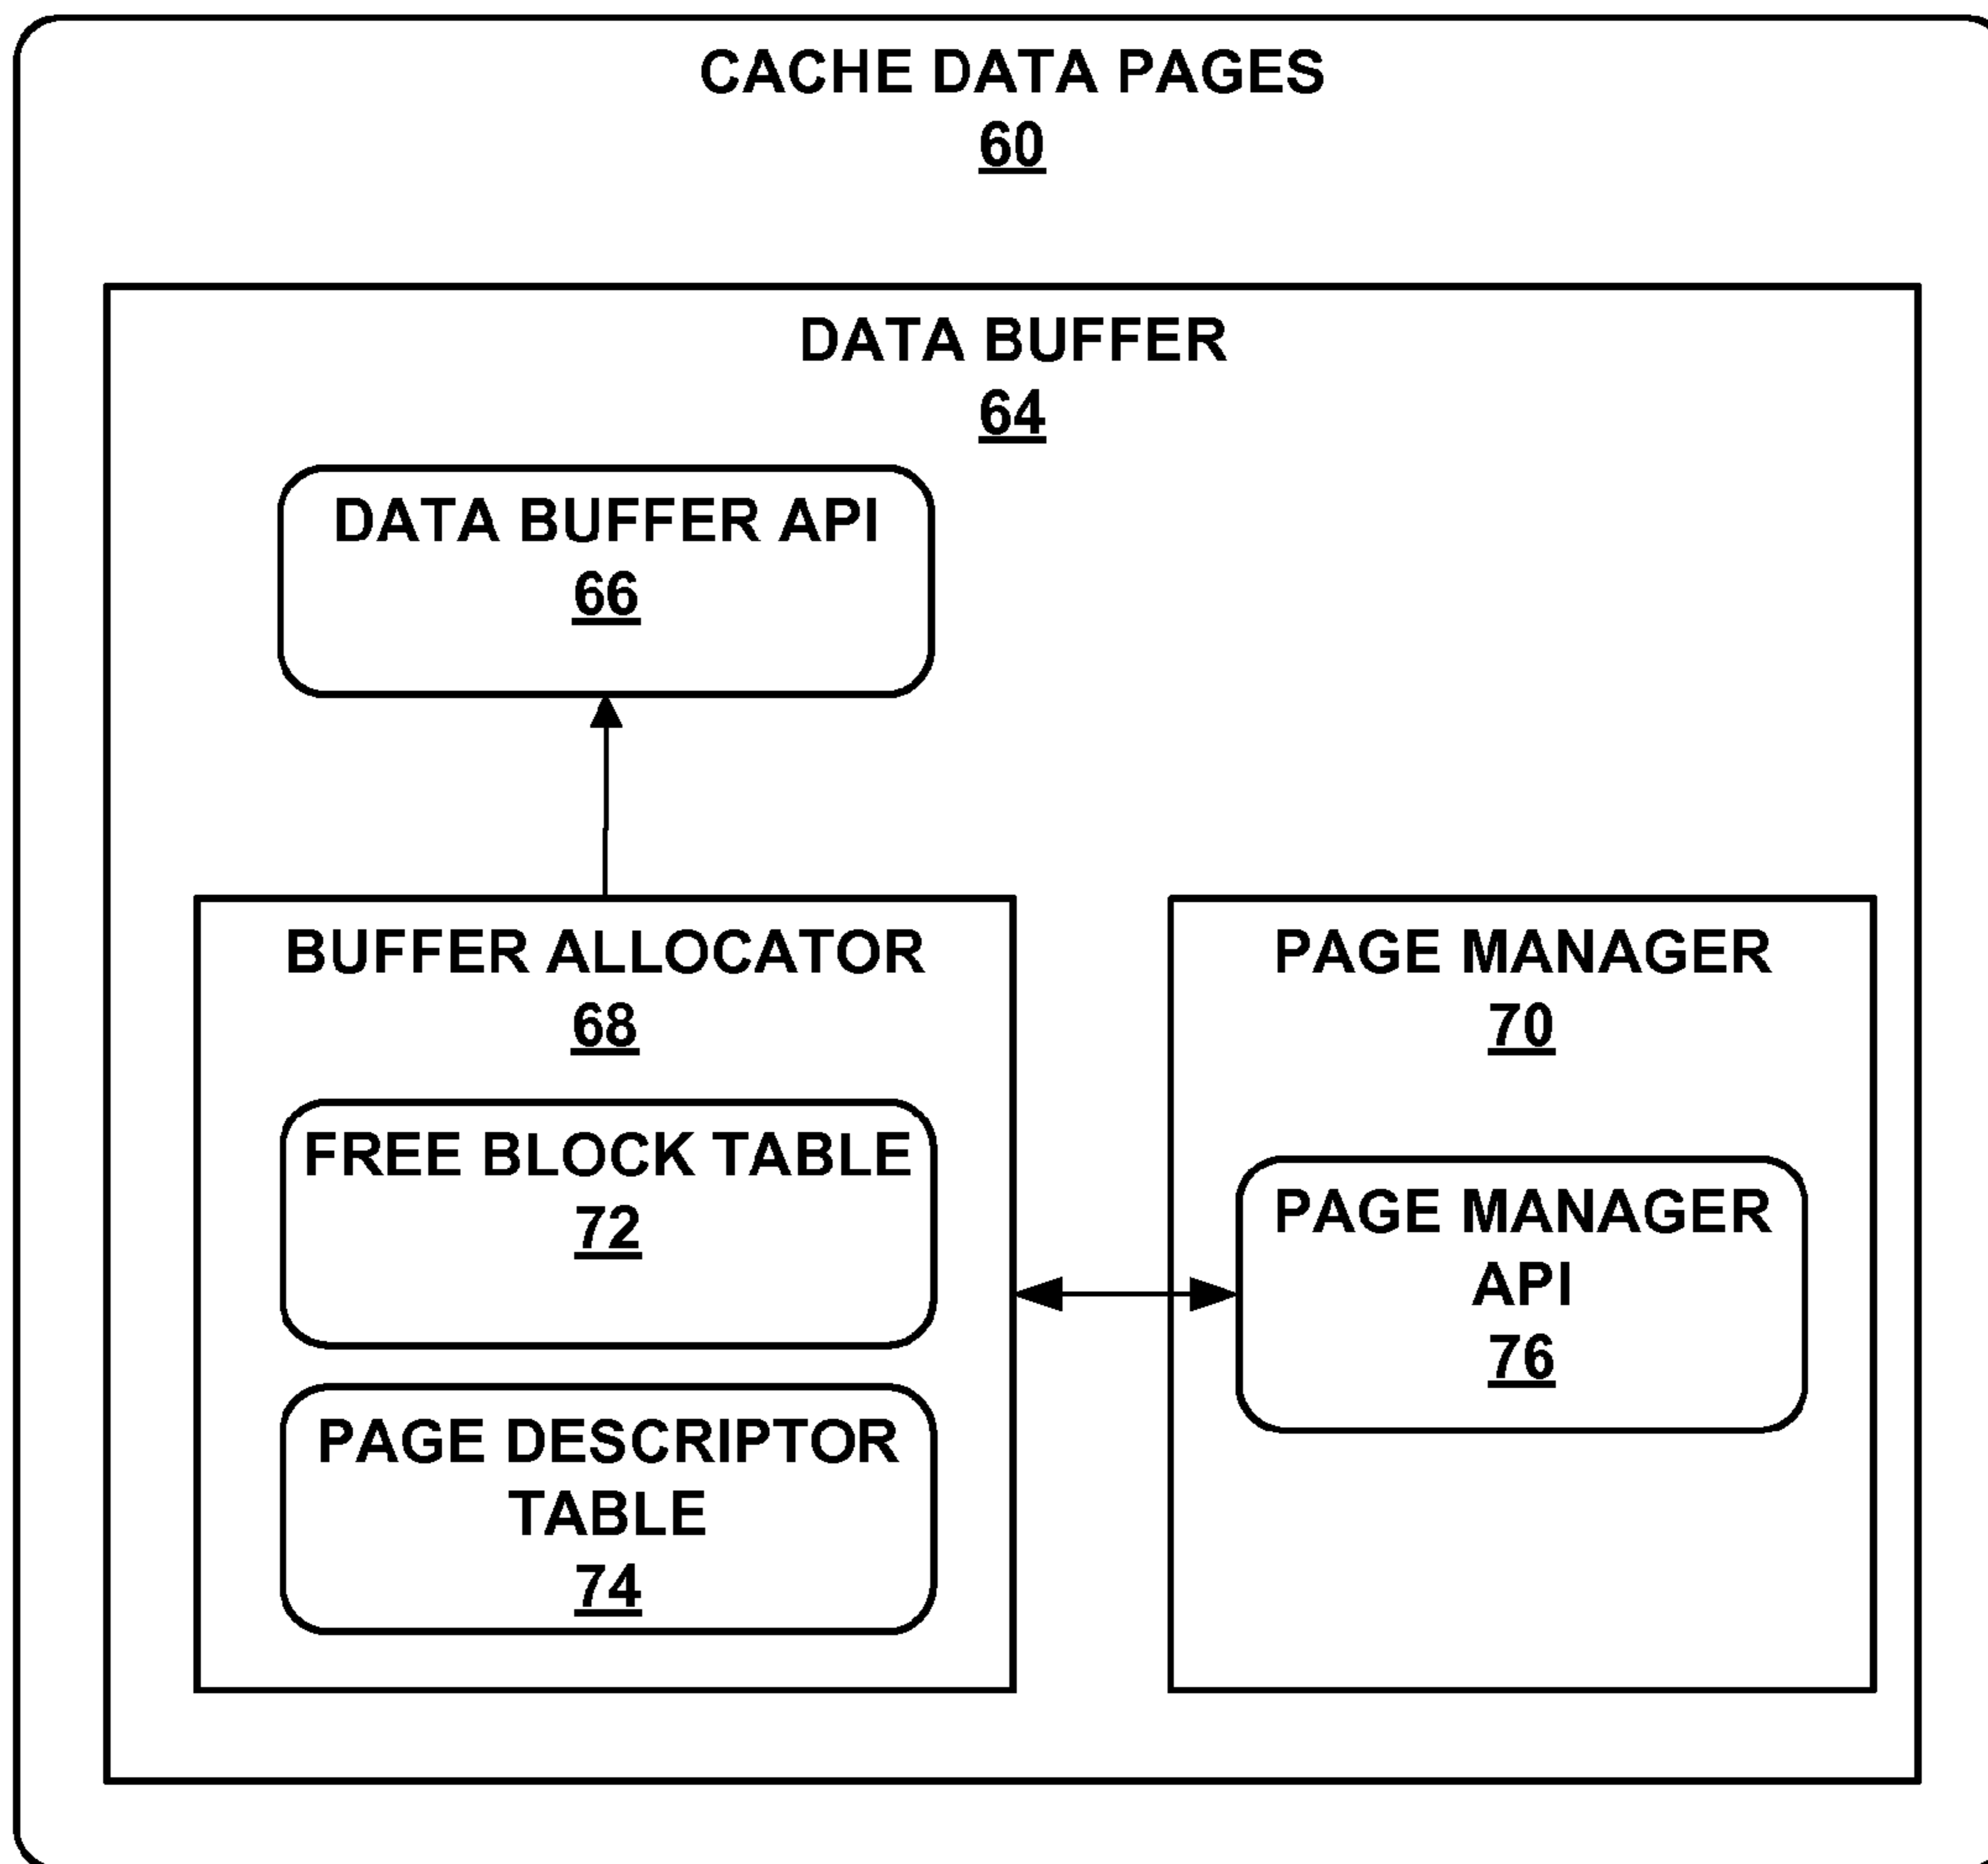 CACHE DATA PAGES
60
DATA BUFFER
64
DATA BUFFER API
66
BUFFER ALLOCATOR
68
FREE BLOCK TABLE
72
PAGE DESCRIPTOR
TABLE
74
PAGE MANAGER
70
PAGE MANAGER
API
76